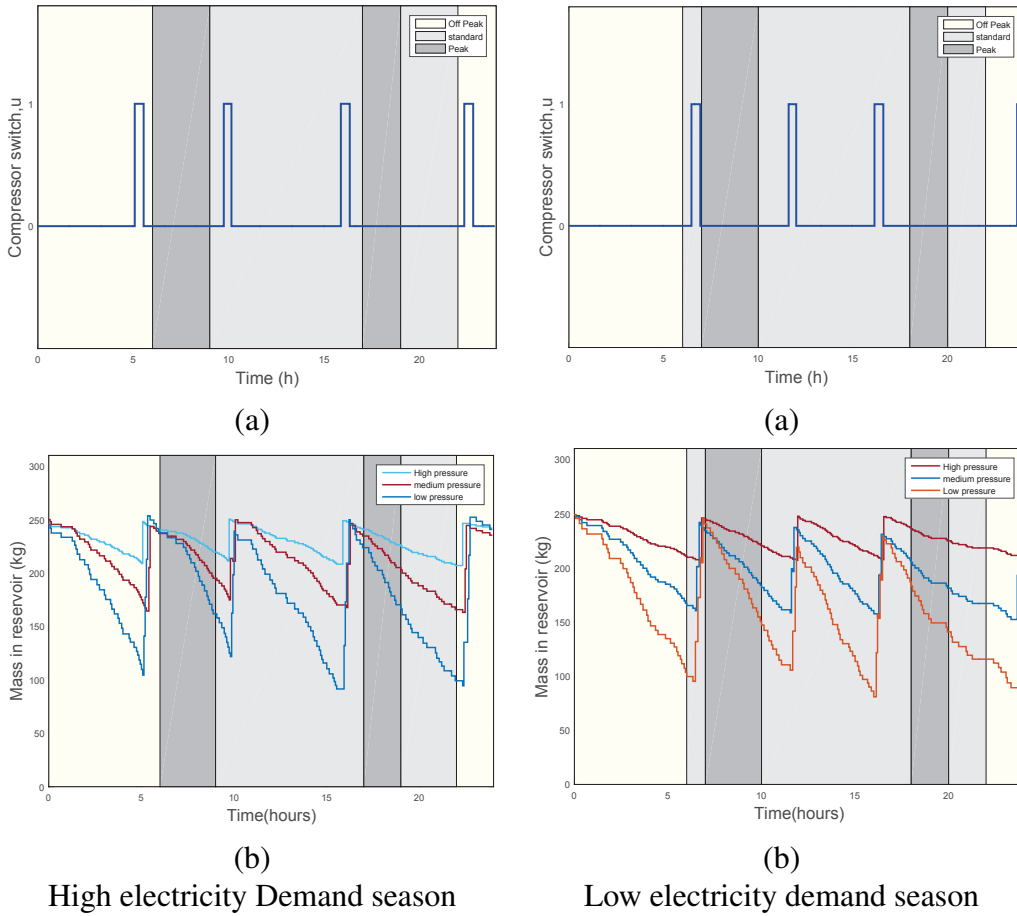 Off Peak
standard
Peak
Compressor switch,u
1
0
0 5 10 15 20
Time (h)
(a)
Off Peak
standard
Peak
Compressor switch,u
1
0
0 5 10 15 20
Time (h)
(a)
High pressure
medium pressure
low pressure
Mass in reservoir (kg)
300
250
200
150
100
50
0
0 5 10 15 20
Time(hours)
(b)
High electricity Demand season
High pressure
medium pressure
Low pressure
Mass in reservoir (kg)
300
250
200
150
100
50
0
0 5 10 15 20
Time(hours)
(b)
Low electricity demand season